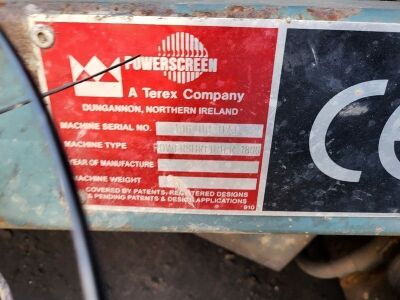 POWERSCREEN
A Terex Company
DUNGANNON, NORTHERN IRELAND
MACHINE SERIAL NO.
MACHINE TYPE
YEAR OF MANUFACTURE
MACHINE WEIGHT
COVERED BY PATENTS, REGISTERED DESIGNS
& PENDING PATENTS & DESIGN APPLICATIONS
910
CE